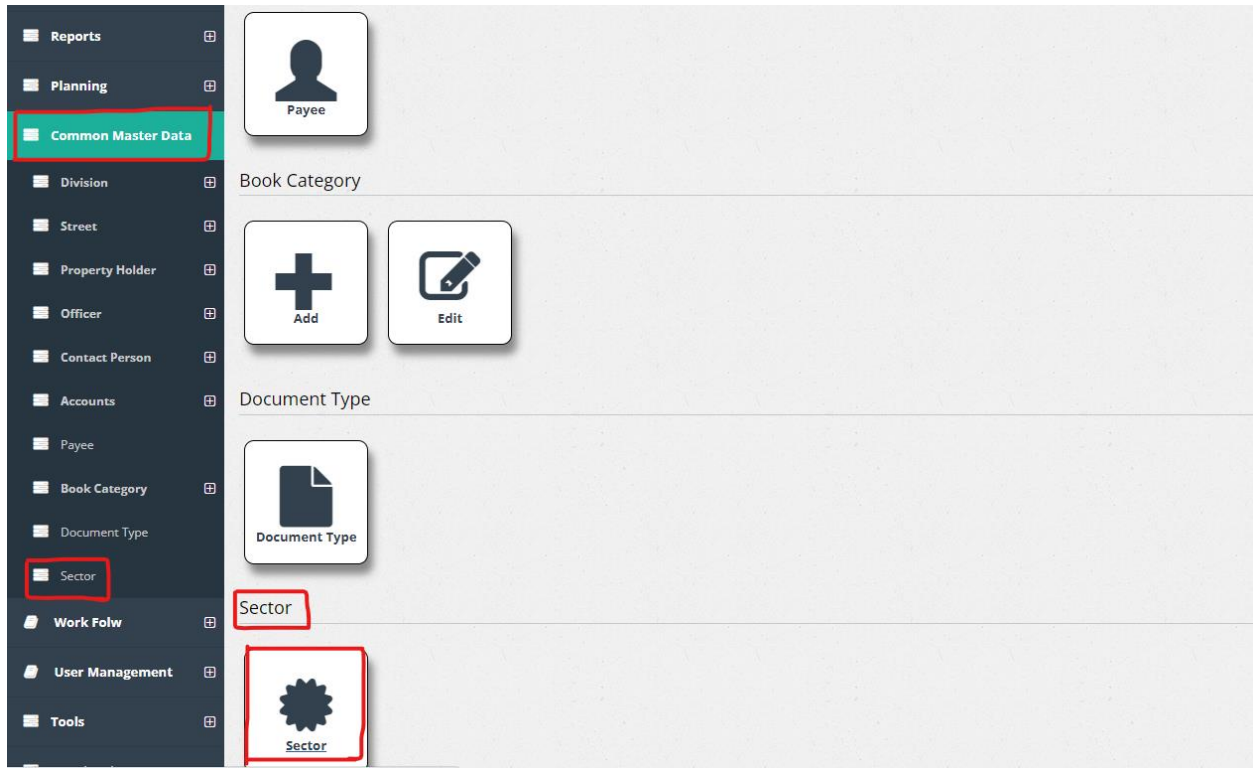 Reports
Planning
Common Master Data
Division
Street
Property Holder
Officer
Contact Person
Accounts
Payee
Book Category
Document Type
Sector
Work Folw
User Management
Tools
Payee
Book Category
Add
Edit
Document Type
Document Type
Sector
Sector